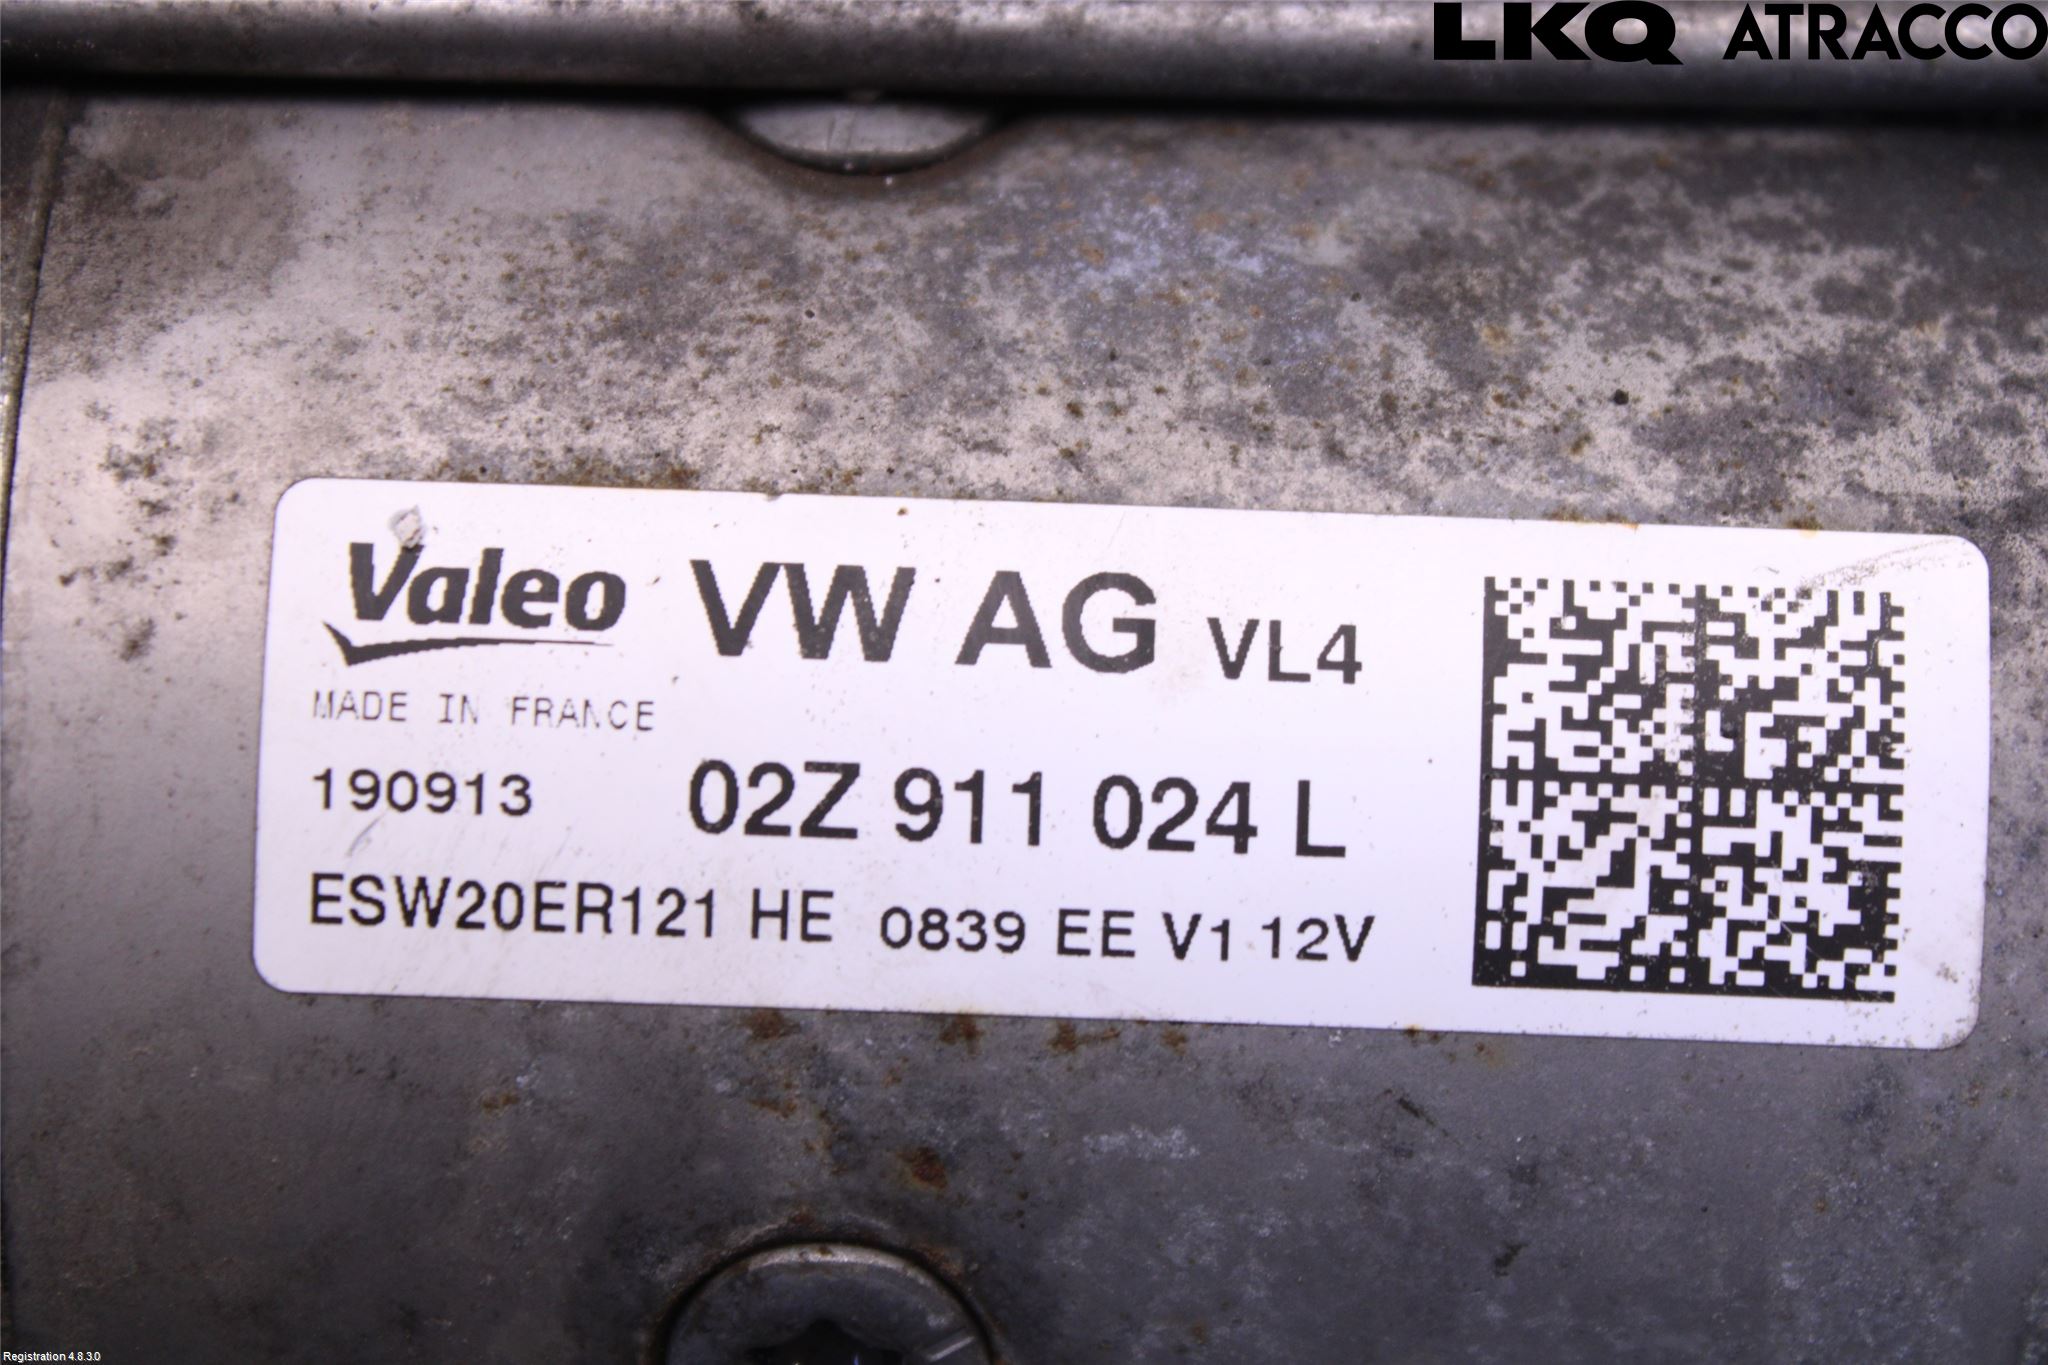 LKQ ATRACCO
Valeo VW AG VL4
MADE IN FRANCE
190913 02Z 911 024 L
ESW20ER121 HE 0839 EE V1 12V
Registration 4.8.3.0